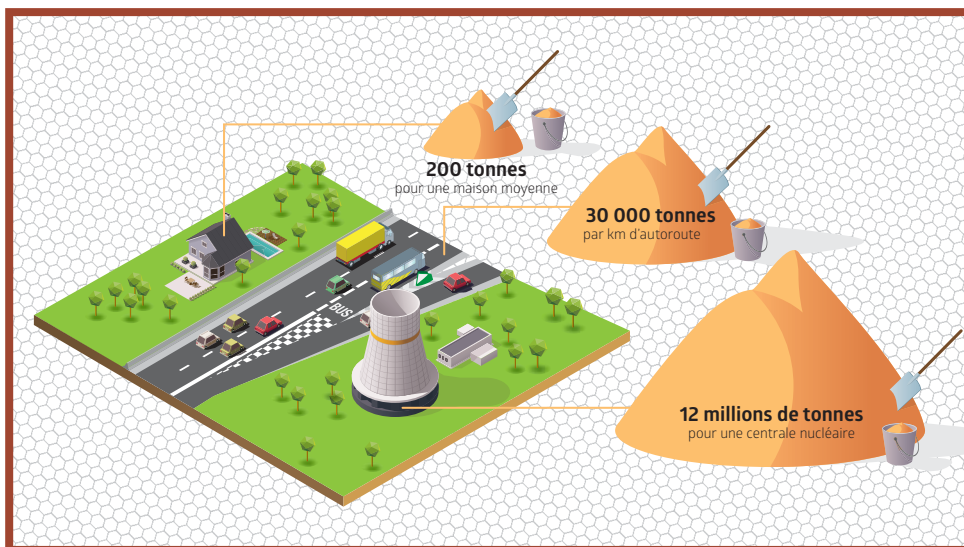 200 tonnes
pour une maison moyenne
30 000 tonnes
par km d'autoroute
BUS
12 millions de tonnes
pour une centrale nucléaire